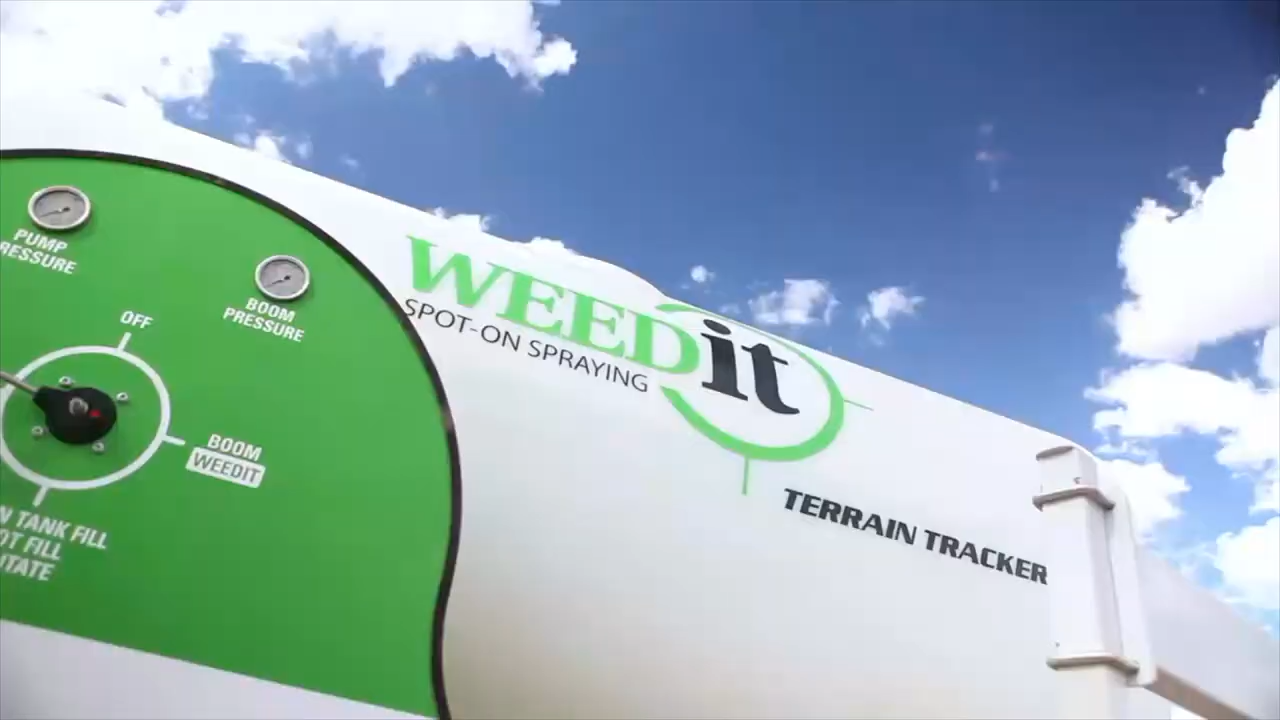 PUMP
RESSURE
BOOM
PRESSURE
OFF
BOOM
WEEDIT
N TANK FILL
OT FILL
ITATE
WEEDit
SPOT-ON SPRAYING
TERRAIN TRACKER